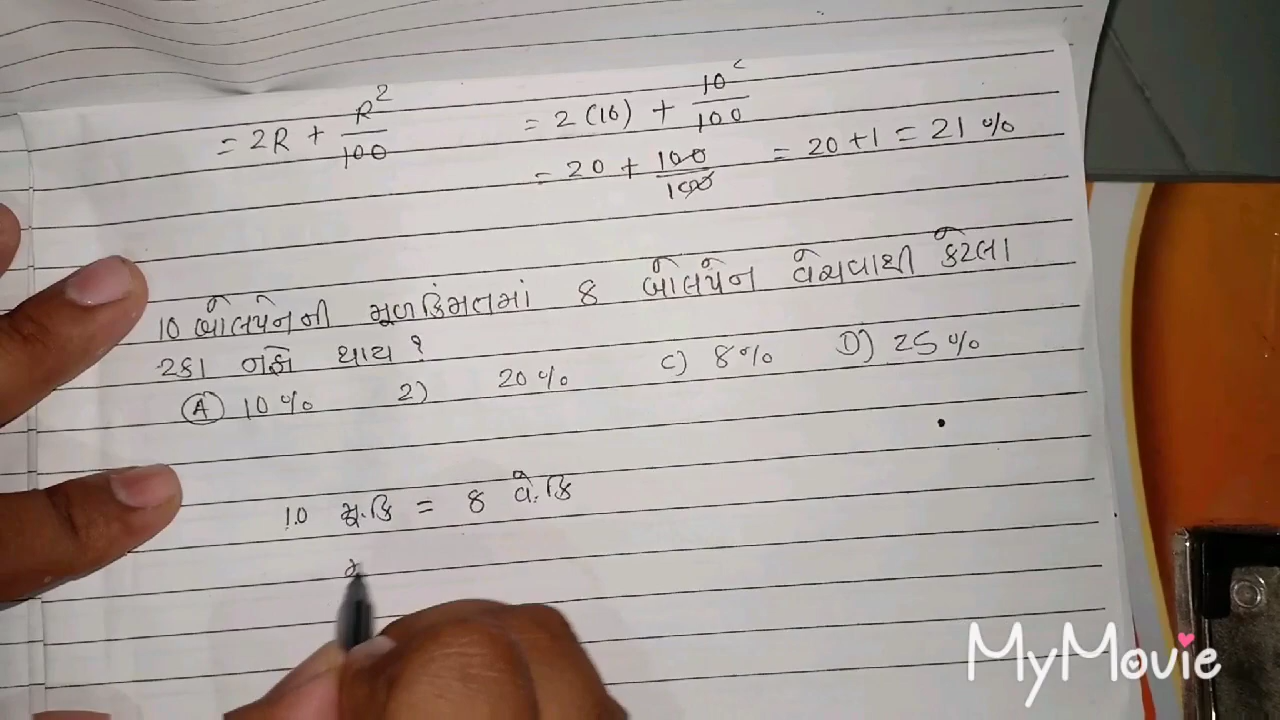 = 2R + R²/100 = 2(10) + 10²/100
= 20 + 100/100 = 20 + 1 = 21 %
10 બોલપેનની મૂળકિંમતમાં 8 બોલપેન વેચવાથી કેટલા
ટકા નફો થાય ?
(A) 10% 2) 20% C) 8% D) 25%
10 મૂ.કિ = 8 વે.કિ
MyMovie